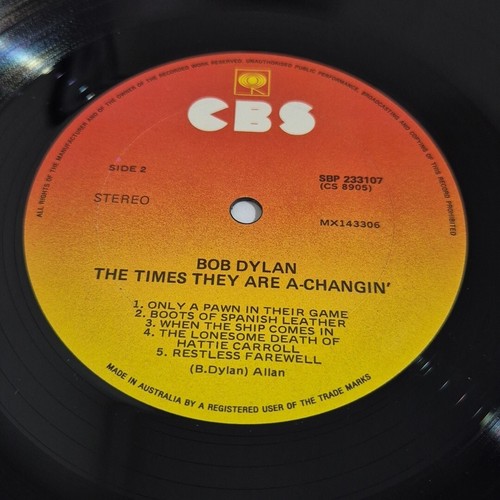 ALL RIGHTS OF THE MANUFACTURER AND OF THE OWNER OF THE RECORDED WORK RESERVED. UNAUTHORISED PUBLIC PERFORMANCE, BROADCASTING AND COPYING OF THIS RECORD PROHIBITED
CBS
SIDE 2
SBP 233107
(CS 8905)
STEREO
MX143306
BOB DYLAN
THE TIMES THEY ARE A-CHANGIN'
1. ONLY A PAWN IN THEIR GAME
2. BOOTS OF SPANISH LEATHER
3. WHEN THE SHIP COMES IN
4. THE LONESOME DEATH OF
HATTIE CARROLL
5. RESTLESS FAREWELL
(B.Dylan) Allan
MADE IN AUSTRALIA BY A REGISTERED USER OF THE TRADE MARKS